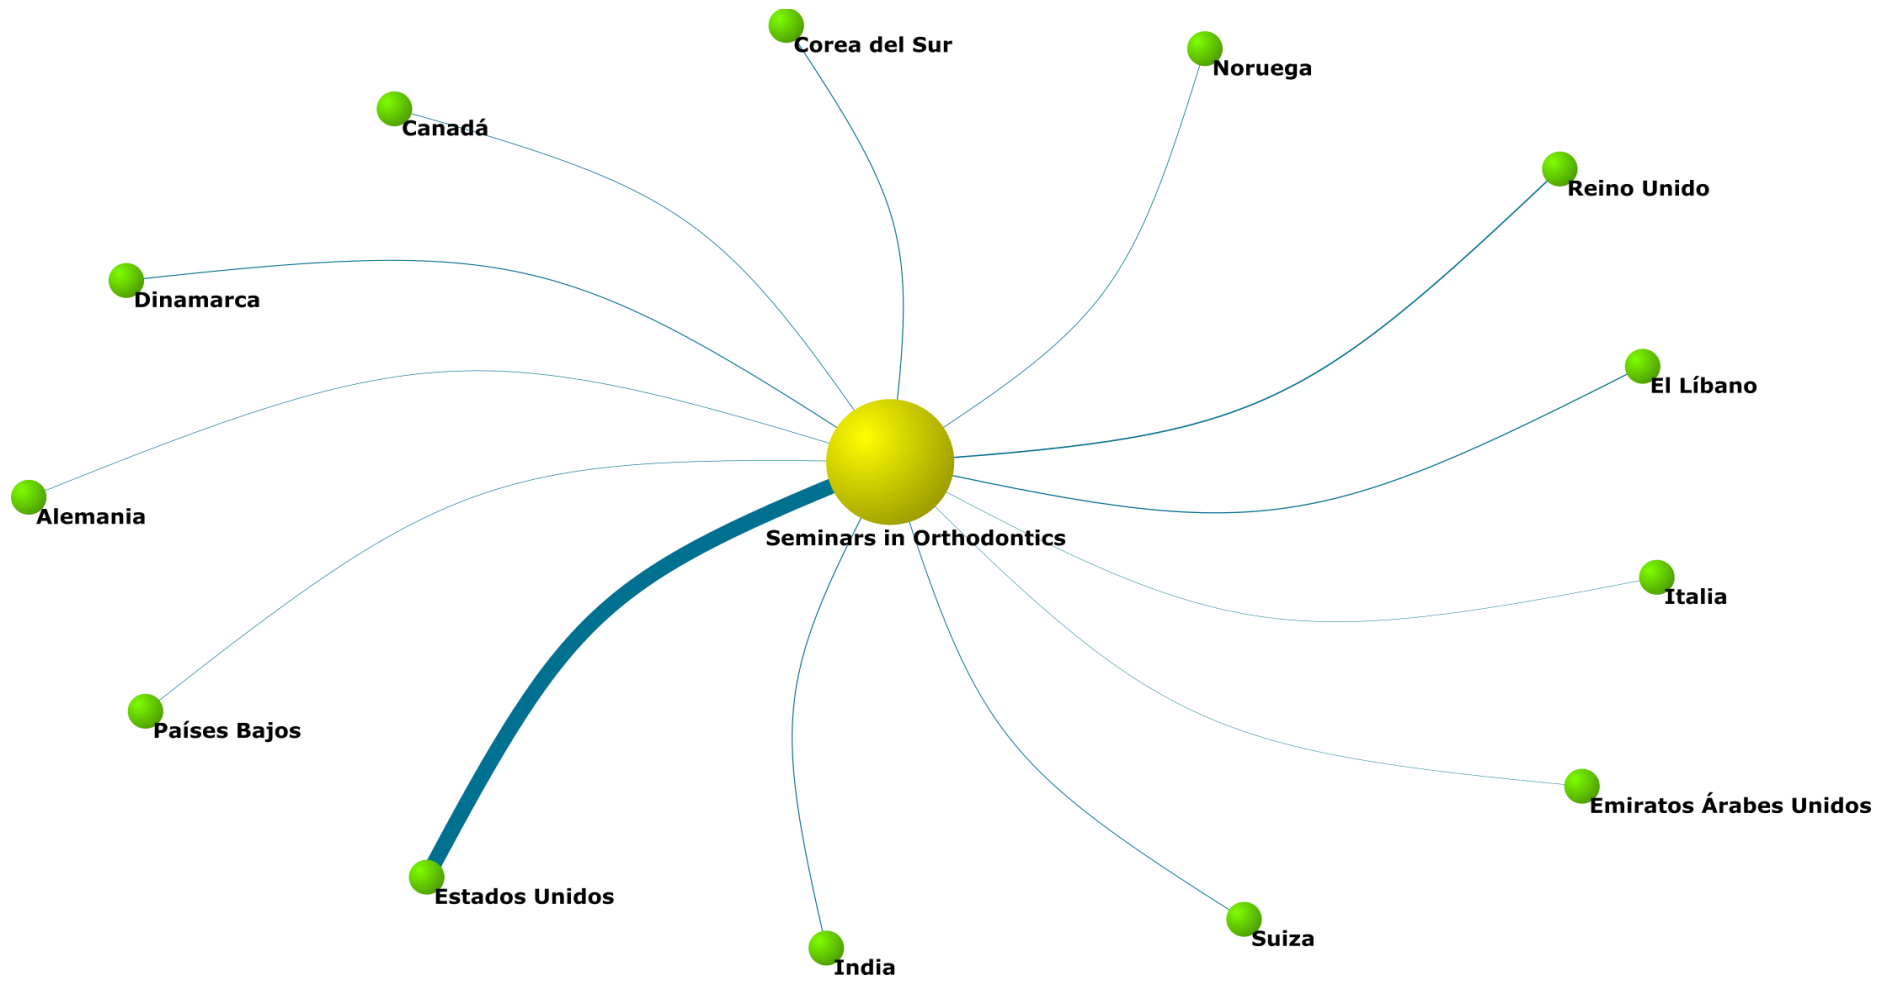 Corea del Sur
Noruega
Canadá
Reino Unido
Dinamarca
El Líbano
Alemania
Seminars in Orthodontics
Italia
Países Bajos
Emiratos Árabes Unidos
Estados Unidos
Suiza
India